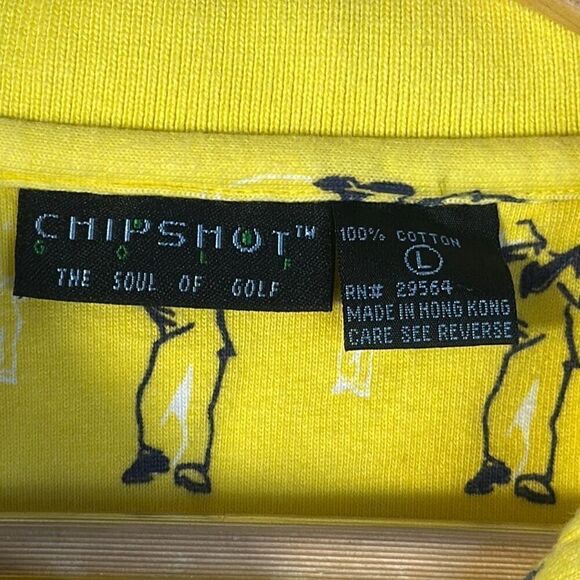 CHIPSHOT™
GOLF
THE SOUL OF GOLF
100% COTTON
L
RN# 29564
MADE IN HONG KONG
CARE SEE REVERSE